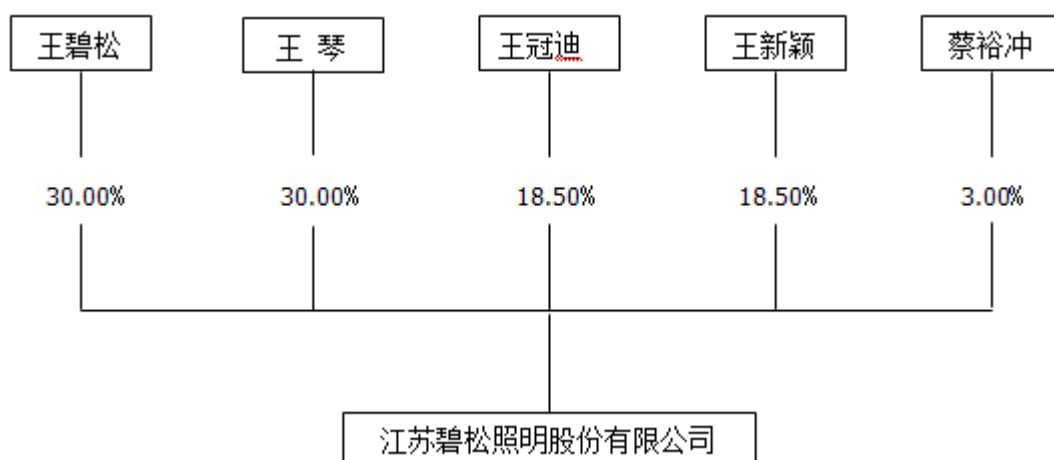 王碧松 王 琴 王冠迪 王新颖 蔡裕冲
30.00% 30.00% 18.50% 18.50% 3.00%
江苏碧松照明股份有限公司